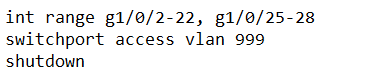 int range g1/0/2-22, g1/0/25-28
switchport access vlan 999
shutdown